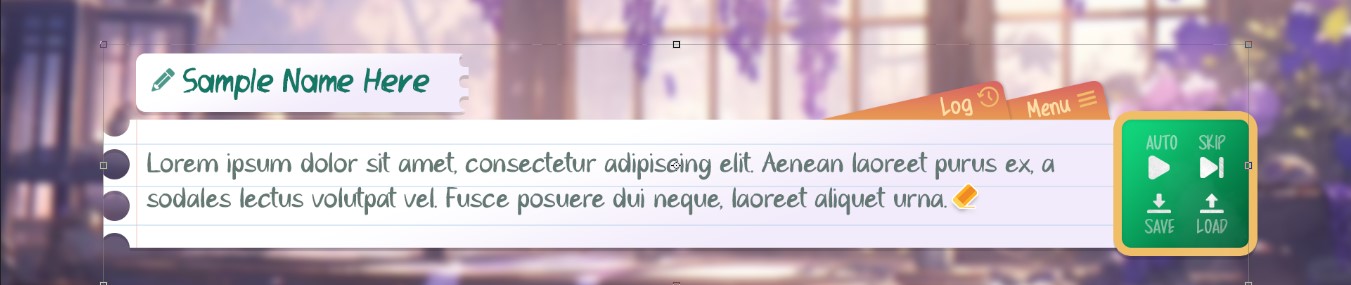 Sample Name Here
Log
Menu
Lorem ipsum dolor sit amet, consectetur adipiscing elit. Aenean laoreet purus ex, a
sodales lectus volutpat vel. Fusce posuere dui neque, laoreet aliquet urna.
AUTO SKIP
SAVE LOAD